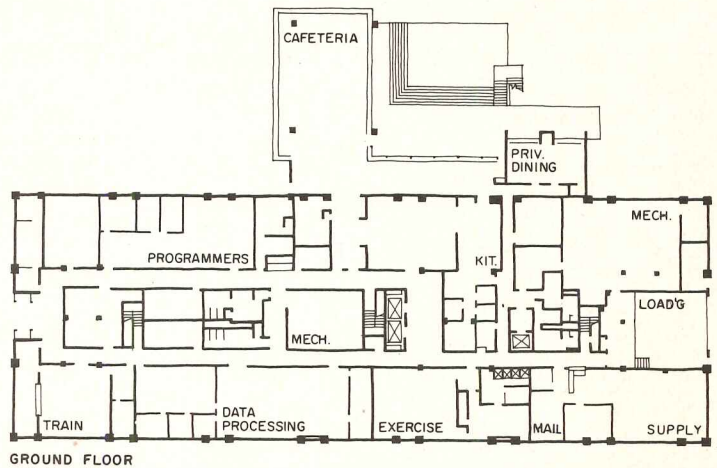 CAFETERIA
PRIV.
DINING
MECH.
PROGRAMMERS
KIT.
LOAD'G
MECH.
TRAIN
DATA
PROCESSING
EXERCISE
MAIL
SUPPLY
GROUND FLOOR